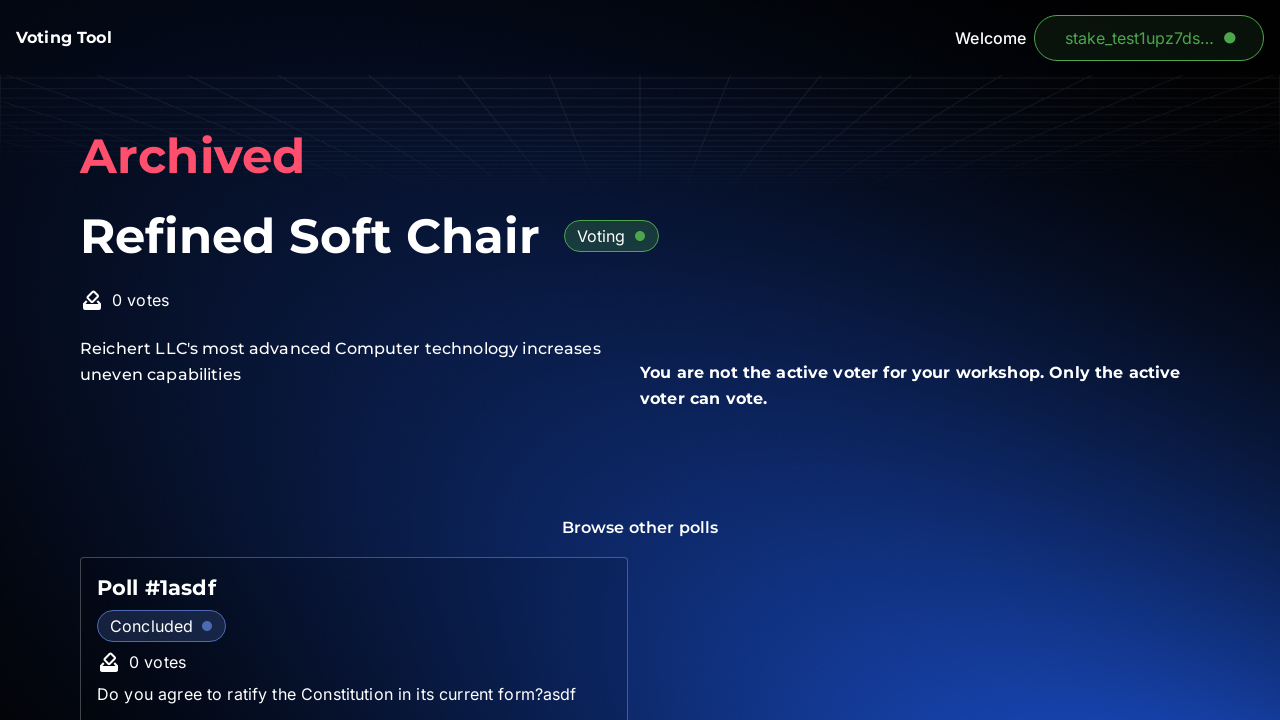 Voting Tool
Welcome
stake_test1upz7ds...
Archived
Refined Soft Chair
Voting
0 votes
Reichert LLC's most advanced Computer technology increases
uneven capabilities
You are not the active voter for your workshop. Only the active
voter can vote.
Browse other polls
Poll #1asdf
Concluded
0 votes
Do you agree to ratify the Constitution in its current form?asdf